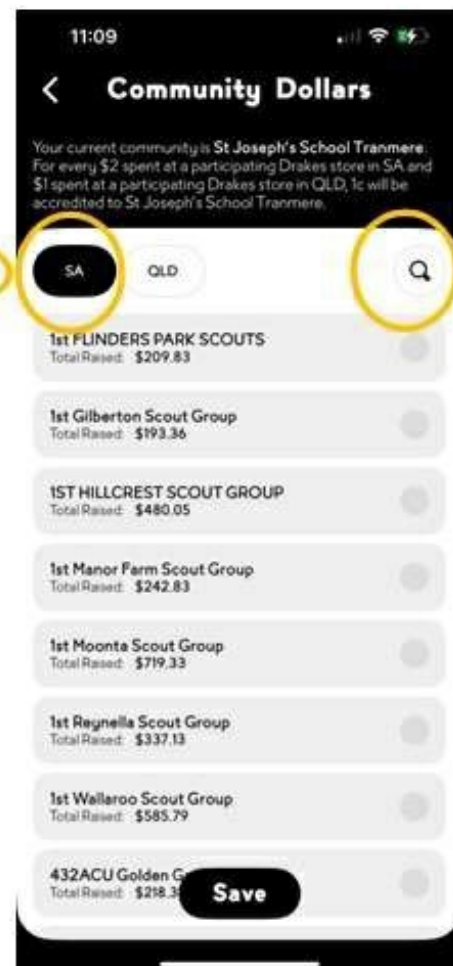 11:09
Community Dollars
Your current community is St Joseph's School Tranmere.
For every $2 spent at a participating Drakes store in SA and
$1 spent at a participating Drakes store in QLD, 1c will be
accredited to St Joseph's School Tranmere.
SA QLD
1st FLINDERS PARK SCOUTS
Total Raised: $209.83
1st Gilberton Scout Group
Total Raised: $193.36
1ST HILLCREST SCOUT GROUP
Total Raised: $480.05
1st Manor Farm Scout Group
Total Raised: $242.83
1st Moonta Scout Group
Total Raised: $719.33
1st Reynella Scout Group
Total Raised: $337.13
1st Wallaroo Scout Group
Total Raised: $585.79
432ACU Golden
Total Raised: $218.3
Save